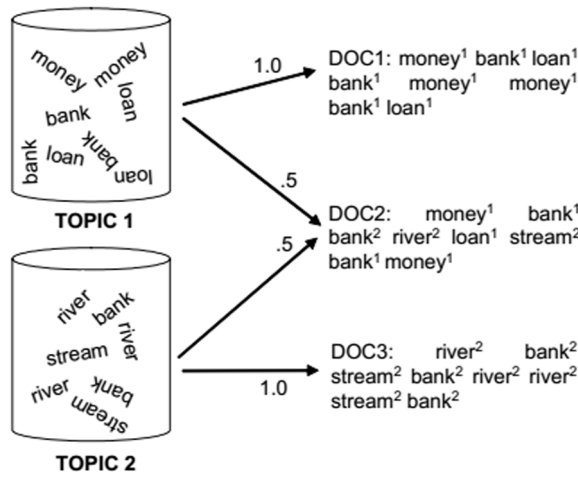 money
money
loan
bank
bank
loan
bank
loan
TOPIC 1
1.0
DOC1: money¹ bank¹ loan¹
bank¹ money¹ money¹
bank¹ loan¹
.5
DOC2: money¹ bank¹
bank² river² loan¹ stream²
bank¹ money¹
.5
river
bank
river
stream
river
bank
stream
TOPIC 2
1.0
DOC3: river² bank²
stream² bank² river² river²
stream² bank²